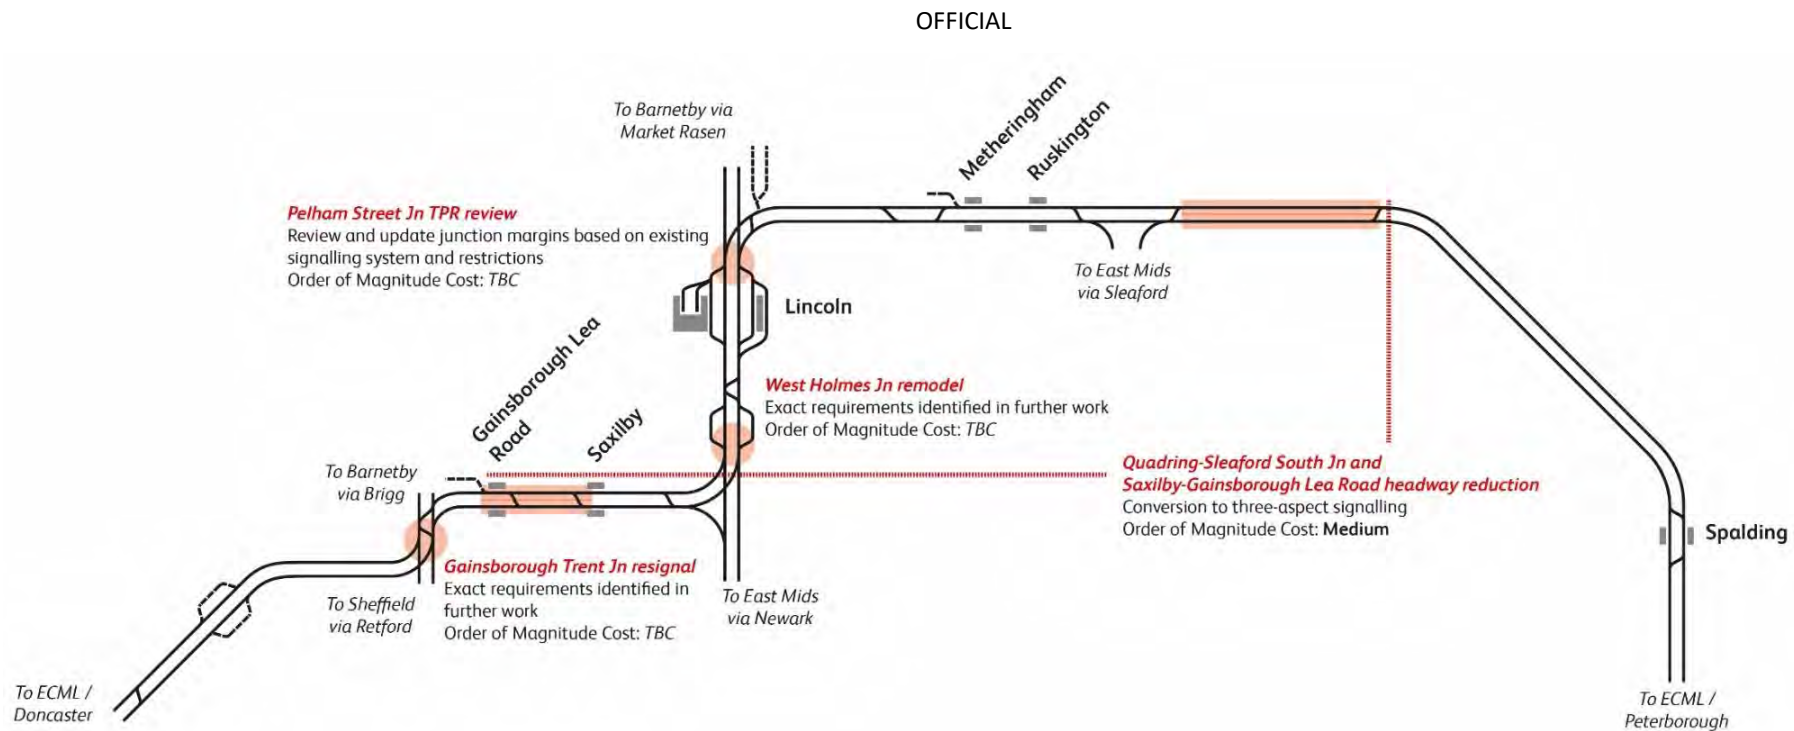 OFFICIAL
To Barnetby via
Market Rasen
Metheringham
Ruskington
Pelham Street Jn TPR review
Review and update junction margins based on existing
signalling system and restrictions
Order of Magnitude Cost: TBC
To East Mids
via Sleaford
Lincoln
Gainsborough Lea
Road
Saxilby
West Holmes Jn remodel
Exact requirements identified in further work
Order of Magnitude Cost: TBC
To Barnetby
via Brigg
Quadring-Sleaford South Jn and
Saxilby-Gainsborough Lea Road headway reduction
Conversion to three-aspect signalling
Order of Magnitude Cost: Medium
Spalding
Gainsborough Trent Jn resignal
Exact requirements identified in
further work
Order of Magnitude Cost: TBC
To Sheffield
via Retford
To East Mids
via Newark
To ECML /
Doncaster
To ECML /
Peterborough